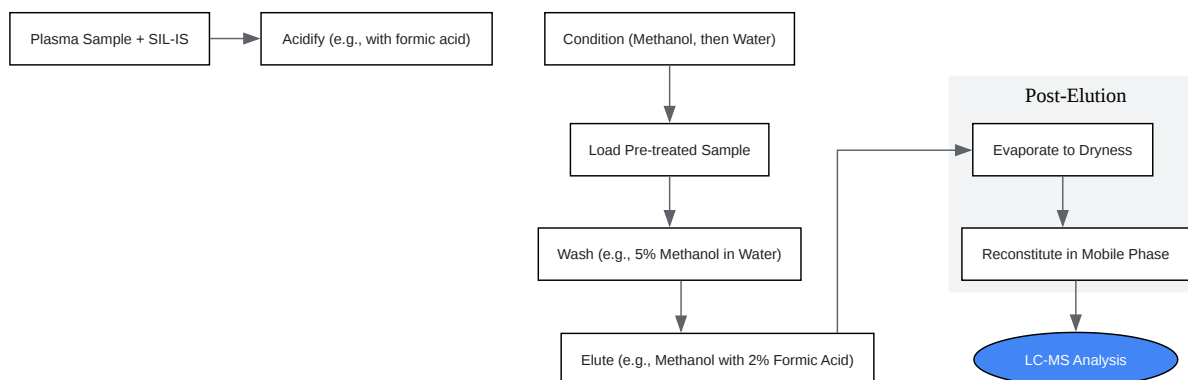 Plasma Sample + SIL-IS
Acidify (e.g., with formic acid)
Condition (Methanol, then Water)
Load Pre-treated Sample
Wash (e.g., 5% Methanol in Water)
Elute (e.g., Methanol with 2% Formic Acid)
Post-Elution
Evaporate to Dryness
Reconstitute in Mobile Phase
LC-MS Analysis